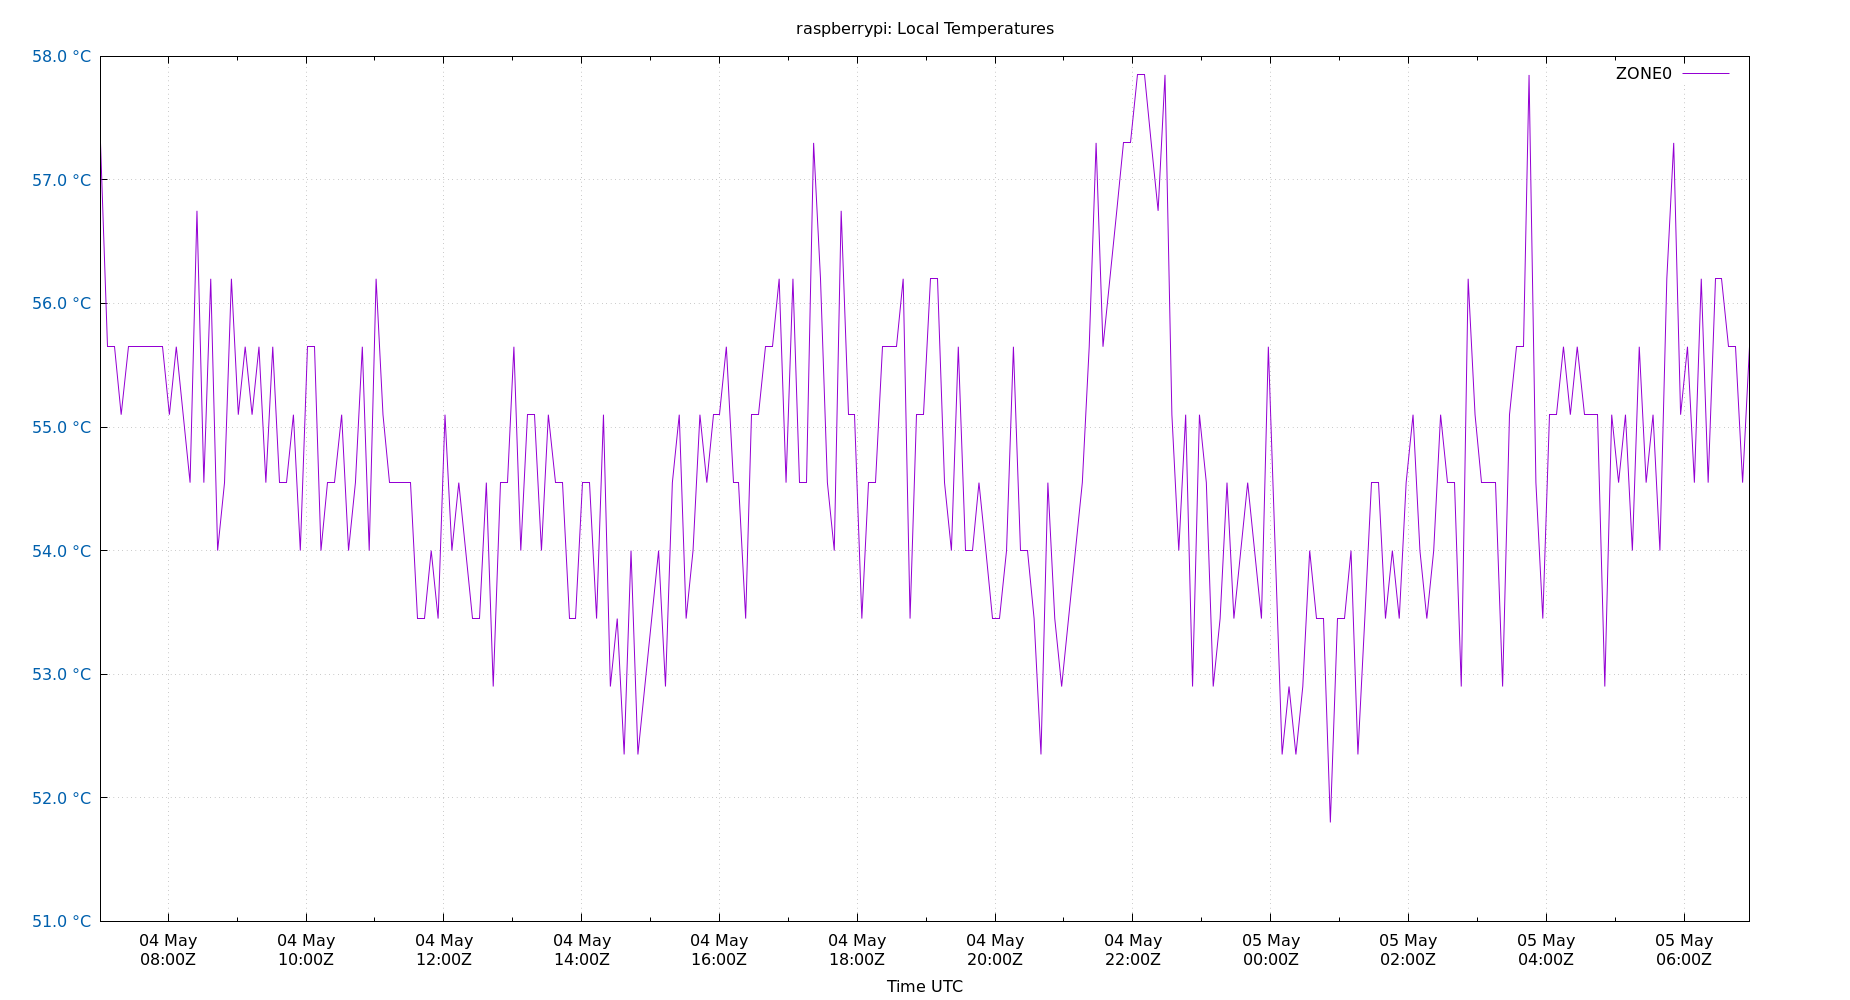 raspberrypi: Local Temperatures
58.0 °C
ZONE0
57.0 °C
56.0 °C
55.0 °C
54.0 °C
53.0 °C
52.0 °C
51.0 °C
04 May 04 May 04 May 04 May 04 May 04 May 04 May 04 May 05 May 05 May 05 May 05 May
08:00Z 10:00Z 12:00Z 14:00Z 16:00Z 18:00Z 20:00Z 22:00Z 00:00Z 02:00Z 04:00Z 06:00Z
Time UTC